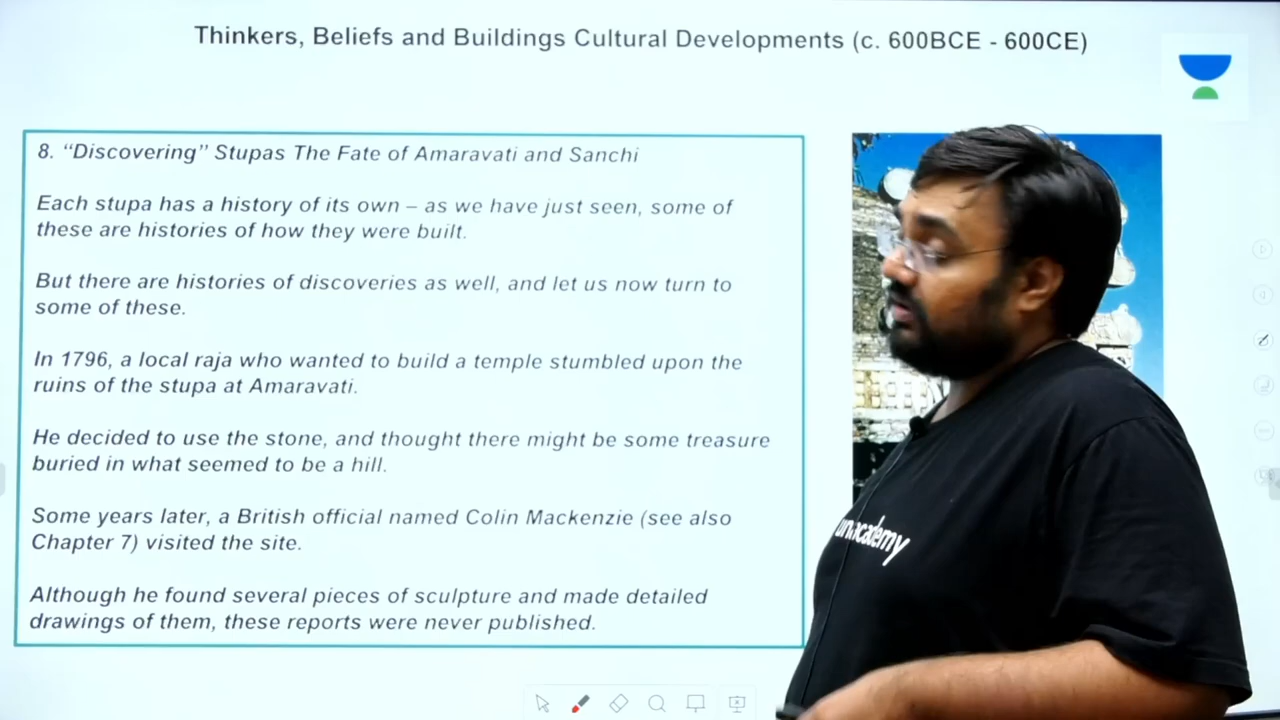 Thinkers, Beliefs and Buildings Cultural Developments (c. 600BCE - 600CE)
8. “Discovering” Stupas The Fate of Amaravati and Sanchi
Each stupa has a history of its own – as we have just seen, some of
these are histories of how they were built.
But there are histories of discoveries as well, and let us now turn to
some of these.
In 1796, a local raja who wanted to build a temple stumbled upon the
ruins of the stupa at Amaravati.
He decided to use the stone, and thought there might be some treasure
buried in what seemed to be a hill.
Some years later, a British official named Colin Mackenzie (see also
Chapter 7) visited the site.
Although he found several pieces of sculpture and made detailed
drawings of them, these reports were never published.
unacademy